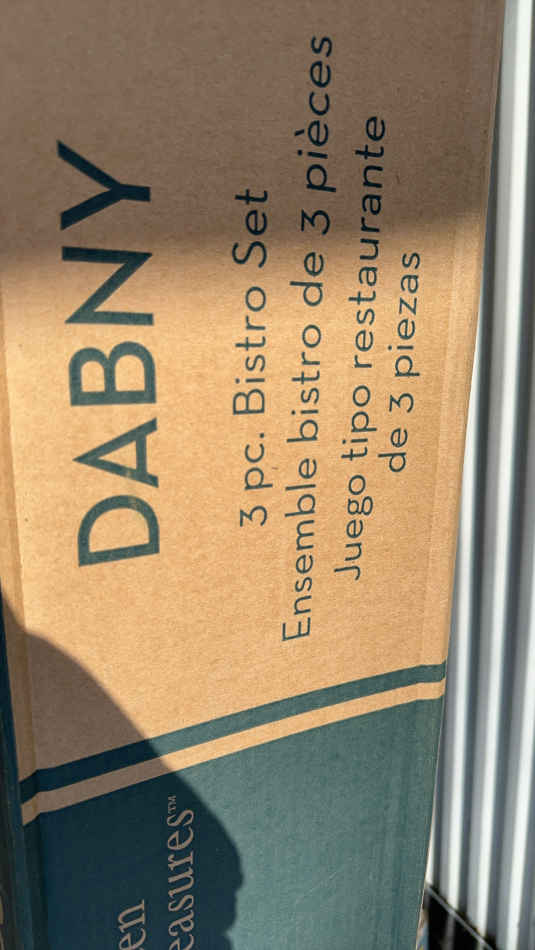 DABNY
3 pc. Bistro Set
Ensemble bistro de 3 pièces
Juego tipo restaurante
de 3 piezas
en
easures™